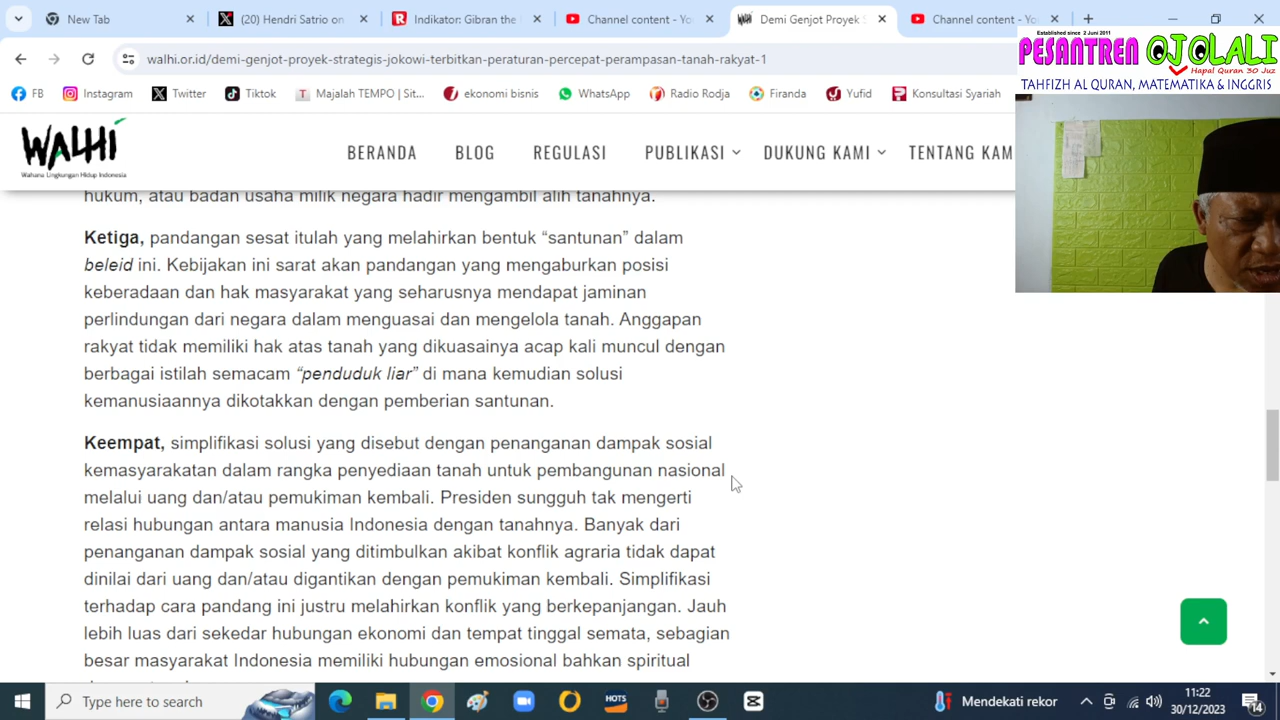 New Tab
(20) Hendri Satrio on
Indikator: Gibran the
Channel content - Yo
Demi Genjot Proyek S
Channel content - Yo
walhi.or.id/demi-genjot-proyek-strategis-jokowi-terbitkan-peraturan-percepat-perampasan-tanah-rakyat-1
Established since 2 Juni 2011
PESANTREN OJOLALI
Hapal Quran 30 Juz
TAHFIZH AL QURAN, MATEMATIKA & INGGRIS
FB
Instagram
Twitter
Tiktok
Majalah TEMPO | Sit...
Ekonomi bisnis
WhatsApp
Radio Rodja
Firanda
Yufid
Konsultasi Syariah
WALHI
Wahana Lingkungan Hidup Indonesia
BERANDA
BLOG
REGULASI
PUBLIKASI
DUKUNG KAMI
TENTANG KAM
hukum, atau badan usaha milik negara hadir mengambil alih tanahnya.
Ketiga, pandangan sesat itulah yang melahirkan bentuk “santunan” dalam
beleid ini. Kebijakan ini sarat akan pandangan yang mengaburkan posisi
keberadaan dan hak masyarakat yang seharusnya mendapat jaminan
perlindungan dari negara dalam menguasai dan mengelola tanah. Anggapan
rakyat tidak memiliki hak atas tanah yang dikuasainya acap kali muncul dengan
berbagai istilah semacam “penduduk liar” di mana kemudian solusi
kemanusiaannya dikotakkan dengan pemberian santunan.
Keempat, simplifikasi solusi yang disebut dengan penanganan dampak sosial
kemasyarakatan dalam rangka penyediaan tanah untuk pembangunan nasional
melalui uang dan/atau pemukiman kembali. Presiden sungguh tak mengerti
relasi hubungan antara manusia Indonesia dengan tanahnya. Banyak dari
penanganan dampak sosial yang ditimbulkan akibat konflik agraria tidak dapat
dinilai dari uang dan/atau digantikan dengan pemukiman kembali. Simplifikasi
terhadap cara pandang ini justru melahirkan konflik yang berkepanjangan. Jauh
lebih luas dari sekedar hubungan ekonomi dan tempat tinggal semata, sebagian
besar masyarakat Indonesia memiliki hubungan emosional bahkan spiritual
Type here to search
HOTS
Mendekati rekor
11:22
30/12/2023
14